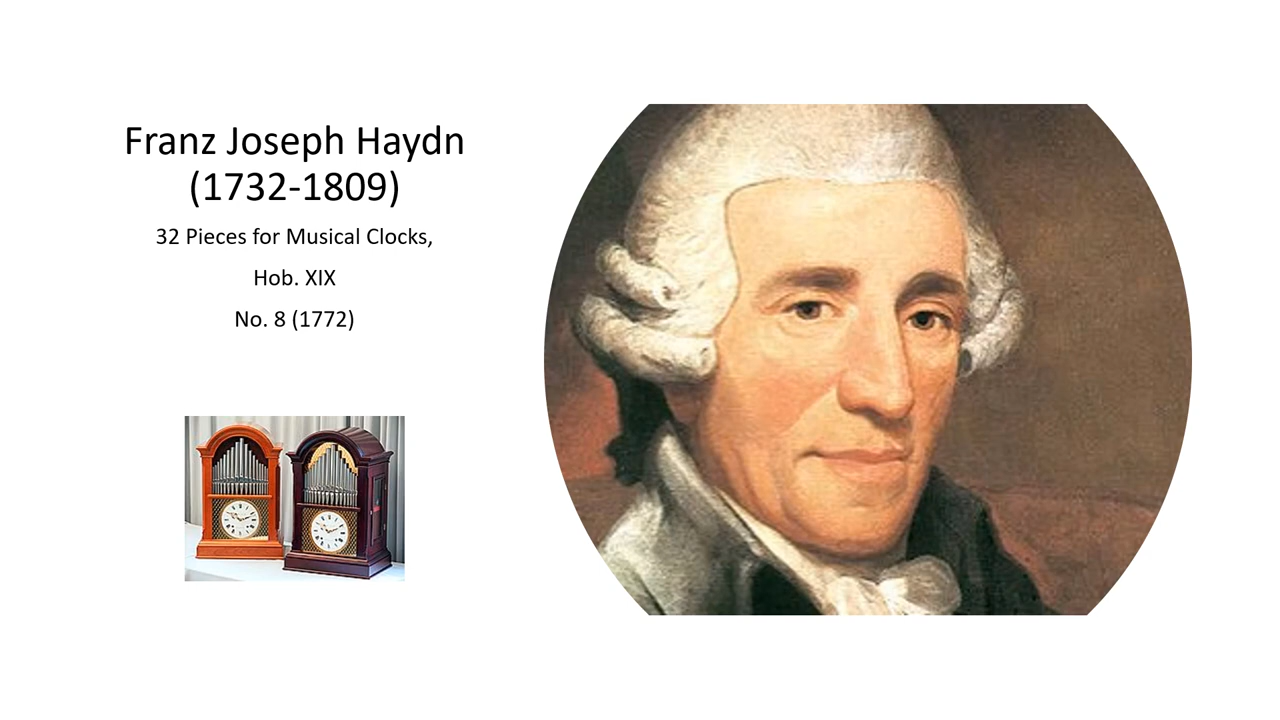 Franz Joseph Haydn
(1732-1809)
32 Pieces for Musical Clocks,
Hob. XIX
No. 8 (1772)